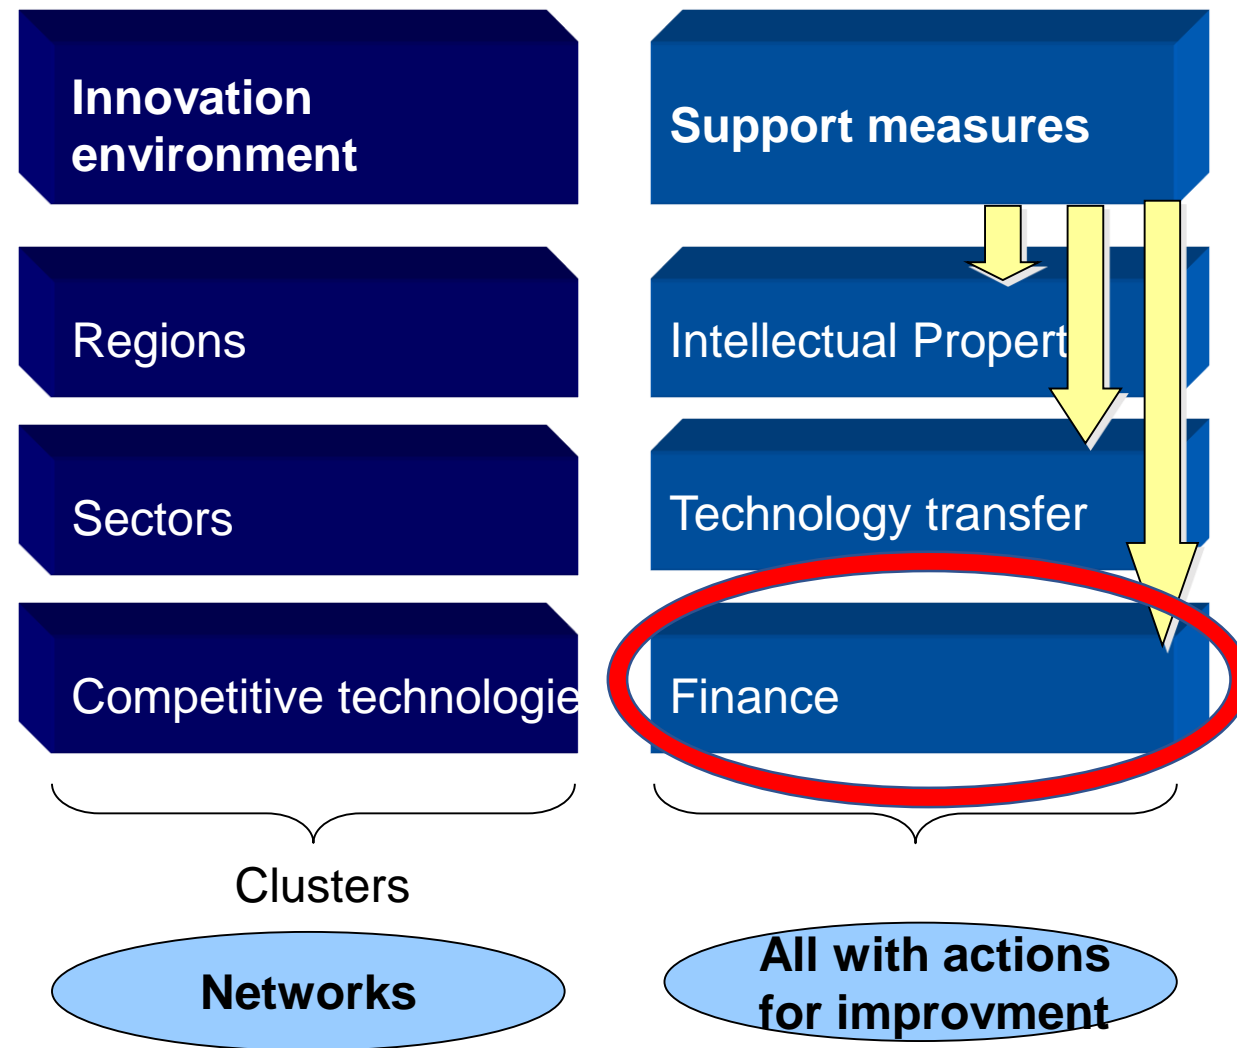 Innovation
environment
Support measures
Regions
Intellectual Propert
Sectors
Technology transfer
Competitive technologie
Finance
Clusters
Networks
All with actions
for improvment